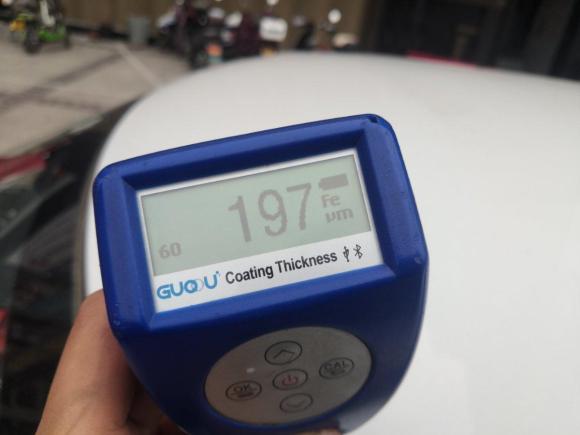 197
Fe
µm
60
GUOOU
Coating Thickness
OK
CAL